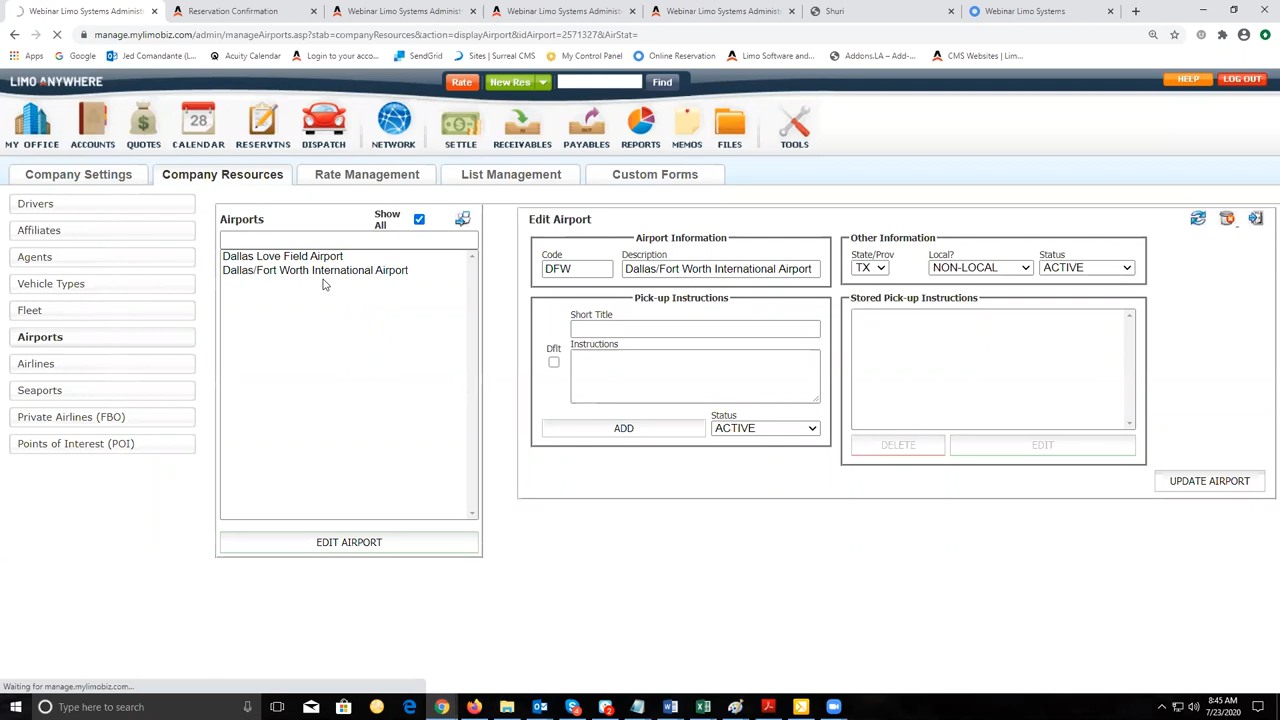 Webinar Limo Systems Administ
Reservation Confirmation
Webinar Limo Systems Administ
Webinar Limo Systems Administ
Webinar Limo Systems Administ
Shuri
Webinar Limo Systems
manage.mylimobiz.com/admin/manageAirports.asp?stab=companyResources&action=displayAirport&idAirport=2571327&AirStat=
Apps
Google
Jed Comandante (...
Acuity Calendar
Login to your acco...
SendGrid
Sites | Surreal CMS
My Control Panel
Online Reservation
Limo Software and...
Addons.LA – Add-...
CMS Websites | Lim...
LIMO ANYWHERE
Rate
New Res
Find
HELP
LOG OUT
MY OFFICE
ACCOUNTS
QUOTES
28
CALENDAR
RESERVTNS
DISPATCH
NETWORK
SETTLE
RECEIVABLES
PAYABLES
REPORTS
MEMOS
FILES
TOOLS
Company Settings
Company Resources
Rate Management
List Management
Custom Forms
Drivers
Affiliates
Agents
Vehicle Types
Fleet
Airports
Airlines
Seaports
Private Airlines (FBO)
Points of Interest (POI)
Airports
Show
All
Dallas Love Field Airport
Dallas/Fort Worth International Airport
EDIT AIRPORT
Edit Airport
Airport Information
Code
Description
DFW
Dallas/Fort Worth International Airport
Other Information
State/Prov
Local?
Status
TX
NON-LOCAL
ACTIVE
Pick-up Instructions
Short Title
Dflt
Instructions
Status
ADD
ACTIVE
Stored Pick-up Instructions
DELETE
EDIT
UPDATE AIRPORT
Waiting for manage.mylimobiz.com...
Type here to search
2
8:45 AM
7/23/2020